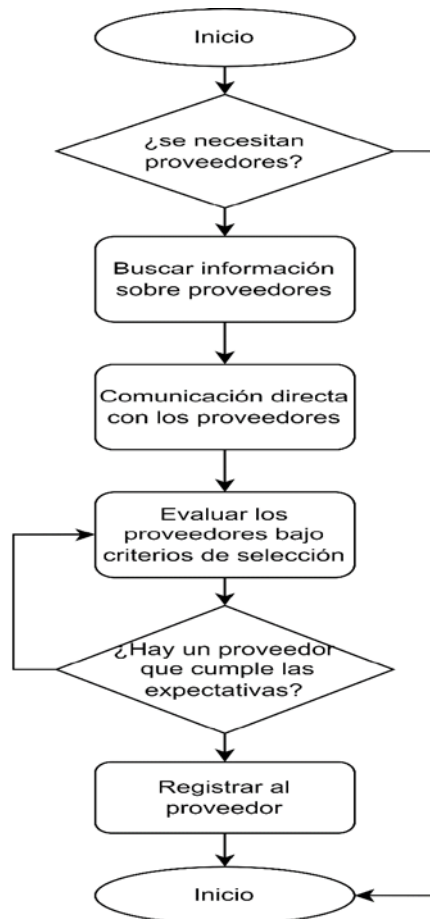 Inicio
¿se necesitan
proveedores?
Buscar información
sobre proveedores
Comunicación directa
con los proveedores
Evaluar los
proveedores bajo
criterios de selección
¿Hay un proveedor
que cumple las
expectativas?
Registrar al
proveedor
Inicio